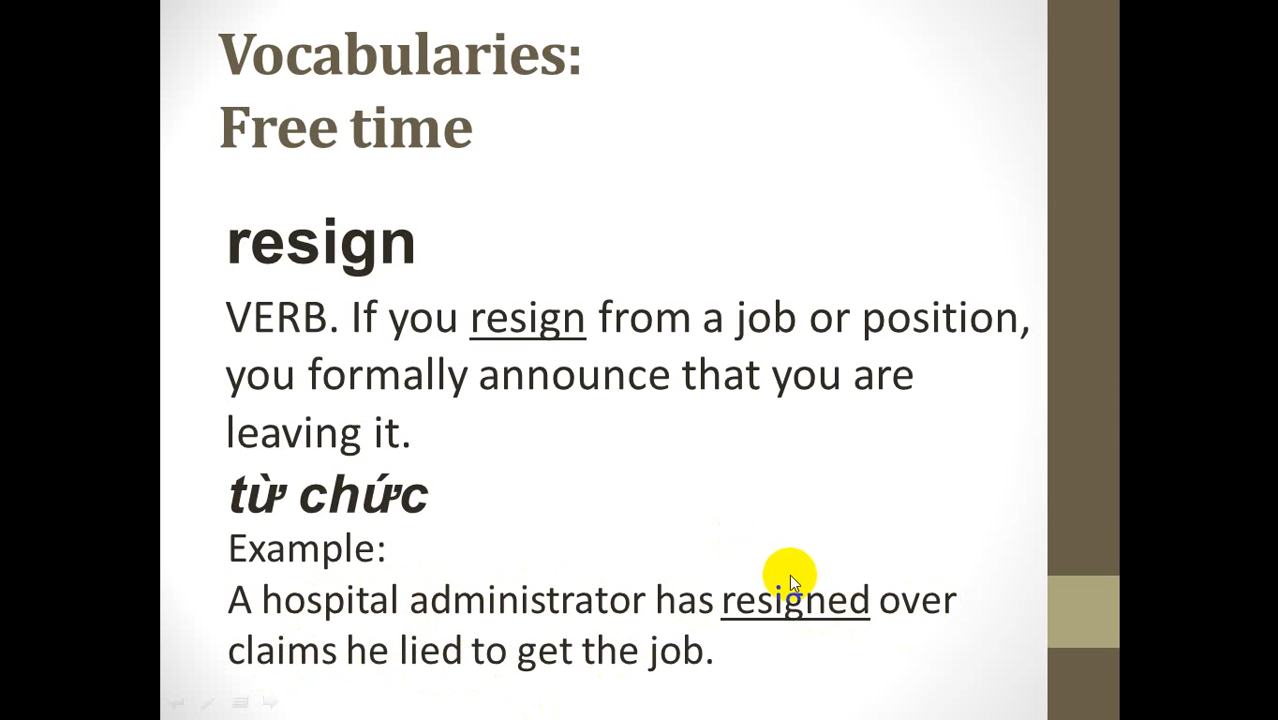 Vocabularies:
Free time
resign
VERB. If you resign from a job or position,
you formally announce that you are
leaving it.
từ chức
Example:
A hospital administrator has resigned over
claims he lied to get the job.